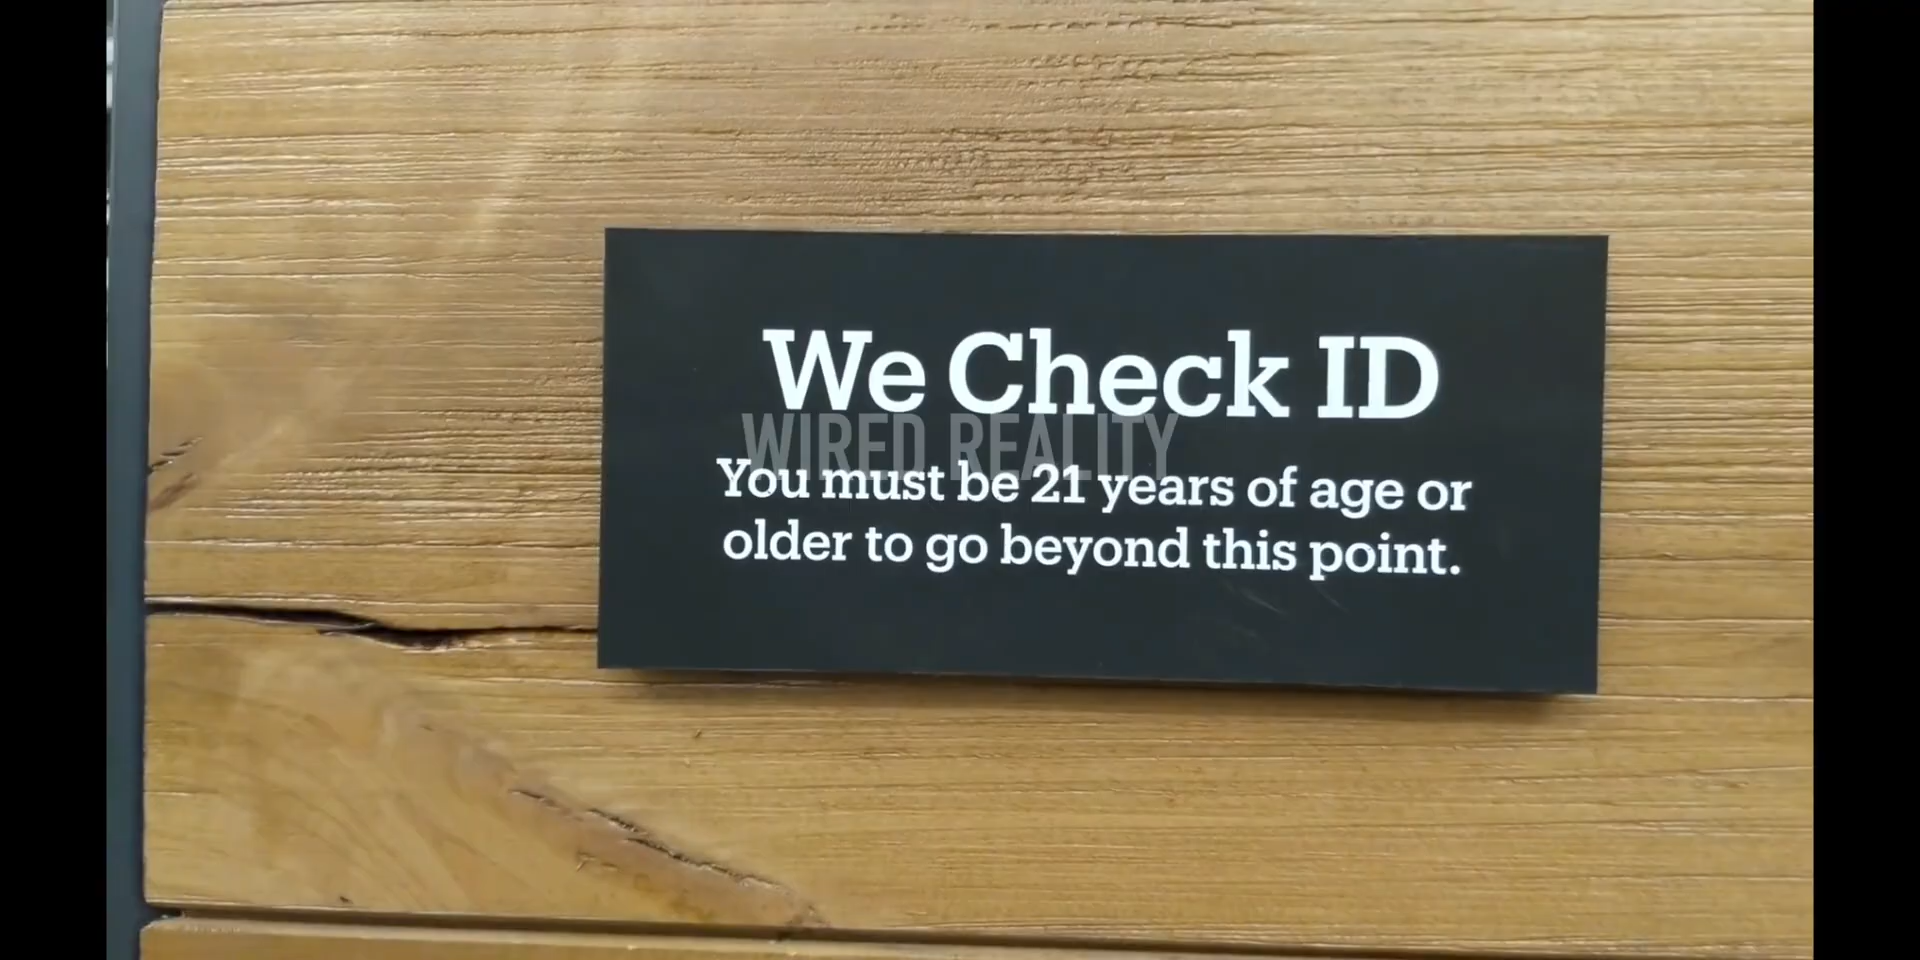 We Check ID
WIRED REALITY
You must be 21 years of age or
older to go beyond this point.